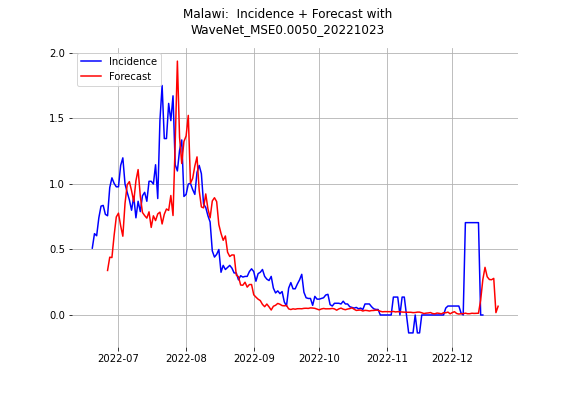 Malawi:  Incidence + Forecast with
WaveNet_MSE0.0050_20221023
Incidence
Forecast
2.0
1.5
1.0
0.5
0.0
2022-07 2022-08 2022-09 2022-10 2022-11 2022-12